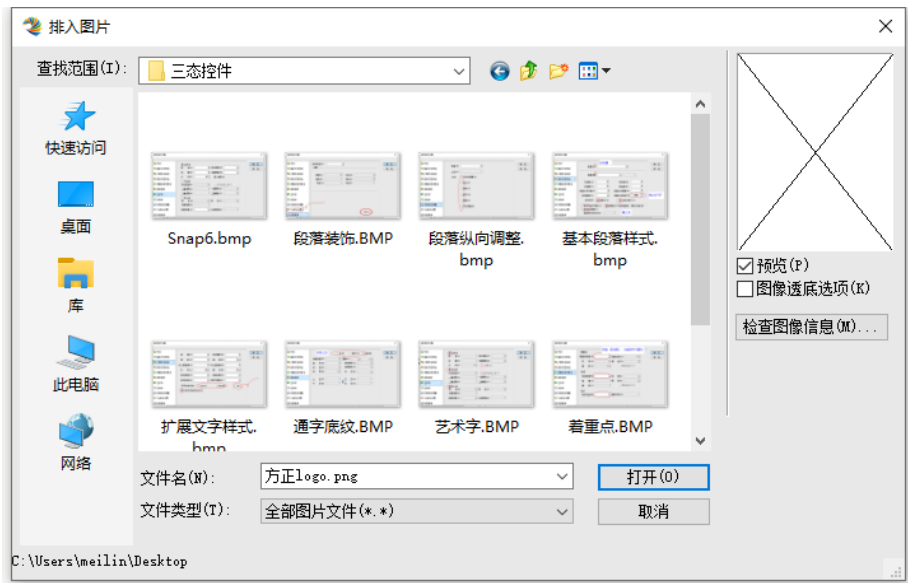 排入图片
查找范围(I):
三态控件
快速访问
桌面
库
此电脑
网络
Snap6.bmp
段落装饰.BMP
段落纵向调整.
bmp
基本段落样式.
bmp
扩展文字样式.
bmp
通字底纹.BMP
艺术字.BMP
着重点.BMP
预览(P)
图像透底选项(K)
检查图像信息(M)...
文件名(N):
方正logo.png
打开(O)
文件类型(T):
全部图片文件(*.*)
取消
C:\Users\meilin\Desktop